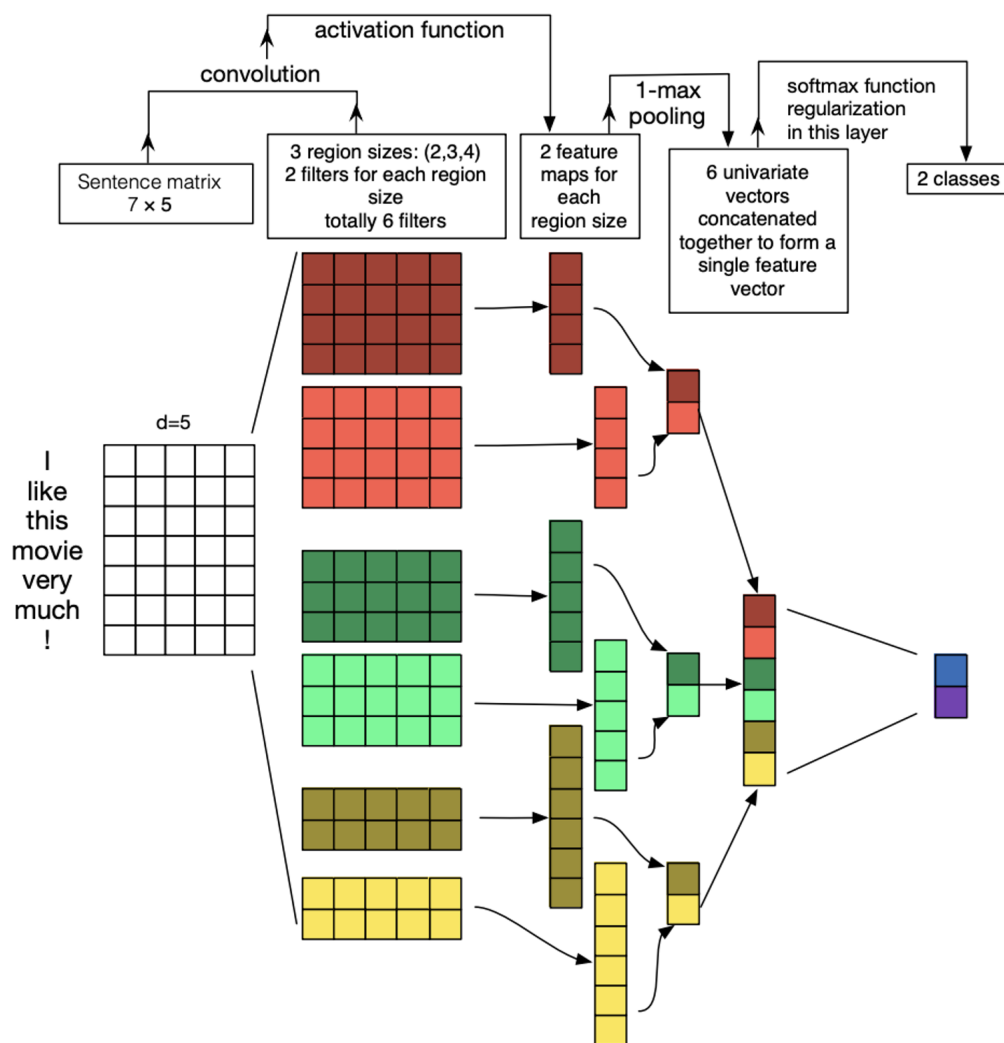 activation function
convolution
1-max
pooling
softmax function
regularization
in this layer
Sentence matrix
7 × 5
3 region sizes: (2,3,4)
2 filters for each region
size
totally 6 filters
2 feature
maps for
each
region size
6 univariate
vectors
concatenated
together to form a
single feature
vector
2 classes
d=5
I
like
this
movie
very
much
!